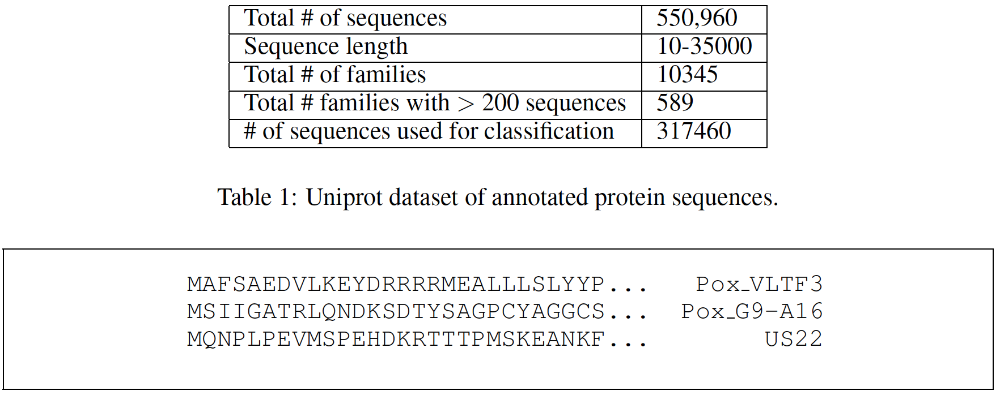 Total # of sequences 550,960
Sequence length 10-35000
Total # of families 10345
Total # families with > 200 sequences 589
# of sequences used for classification 317460
Table 1: Uniprot dataset of annotated protein sequences.
MAFSAEDVLKEYDRRRRMEALLLSLYYP... Pox_VLTF3
MSIIGATRLQNDKSDTYSAGPCYAGGCS... Pox_G9-A16
MQNPLPEVMSPEHDKRTTTPMSKEANKF... US22